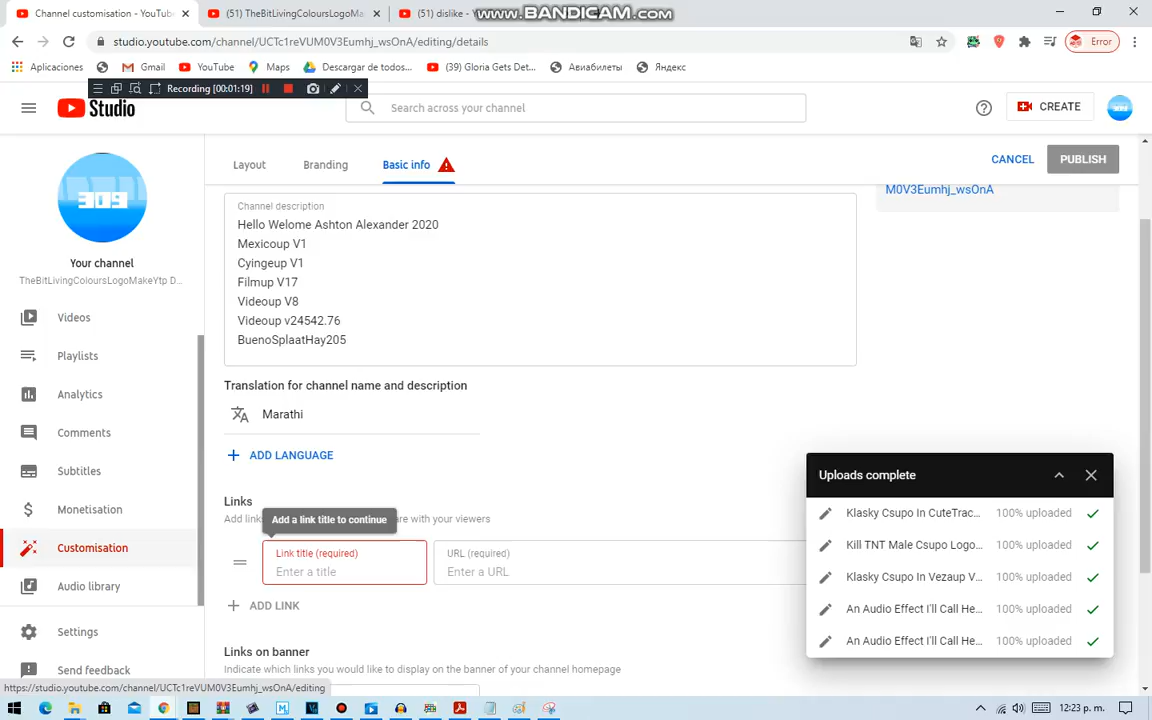 Channel customisation - YouTu
(51) TheBitLivingColoursLogoMa
(51) dislike - 
www.BANDICAM.com
studio.youtube.com/channel/UCTc1reVUM0V3Eumhj_wsOnA/editing/details
Error
Aplicaciones
Gmail
YouTube
Maps
Descargar de todos...
(39) Gloria Gets Det...
Авиабилеты
Яндекс
Recording [00:01:19]
Studio
Search across your channel
CREATE
309
Your channel
TheBitLivingColoursLogoMakeYtp D...
Videos
Playlists
Analytics
Comments
Subtitles
Monetisation
Customisation
Audio library
Settings
Send feedback
Layout
Branding
Basic info
CANCEL
PUBLISH
M0V3Eumhj_wsOnA
Channel description
Hello Welome Ashton Alexander 2020
Mexicoup V1
Cyingeup V1
Filmup V17
Videoup V8
Videoup v24542.76
BuenoSplaatHay205
Translation for channel name and description
Marathi
ADD LANGUAGE
Links
Add links
are with your viewers
Add a link title to continue
Link title (required)
Enter a title
URL (required)
Enter a URL
ADD LINK
Links on banner
Indicate which links you would like to display on the banner of your channel homepage
Uploads complete
Klasky Csupo In CuteTrac... 100% uploaded
Kill TNT Male Csupo Logo... 100% uploaded
Klasky Csupo In Vezaup V... 100% uploaded
An Audio Effect I'll Call He... 100% uploaded
An Audio Effect I'll Call He... 100% uploaded
https://studio.youtube.com/channel/UCTc1reVUM0V3Eumhj_wsOnA/editing
12:23 p. m.